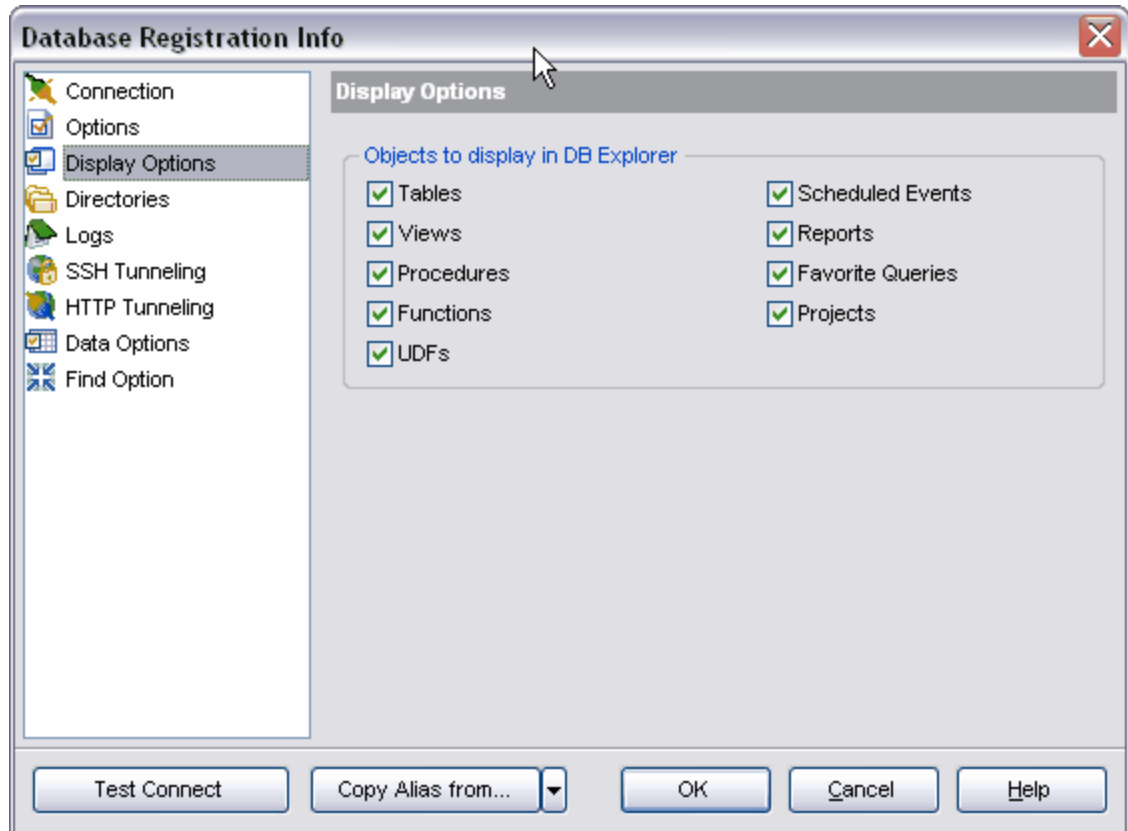 Database Registration Info
Connection
Options
Display Options
Directories
Logs
SSH Tunneling
HTTP Tunneling
Data Options
Find Option
Display Options
Objects to display in DB Explorer
Tables
Views
Procedures
Functions
UDFs
Scheduled Events
Reports
Favorite Queries
Projects
Test Connect
Copy Alias from...
OK
Cancel
Help